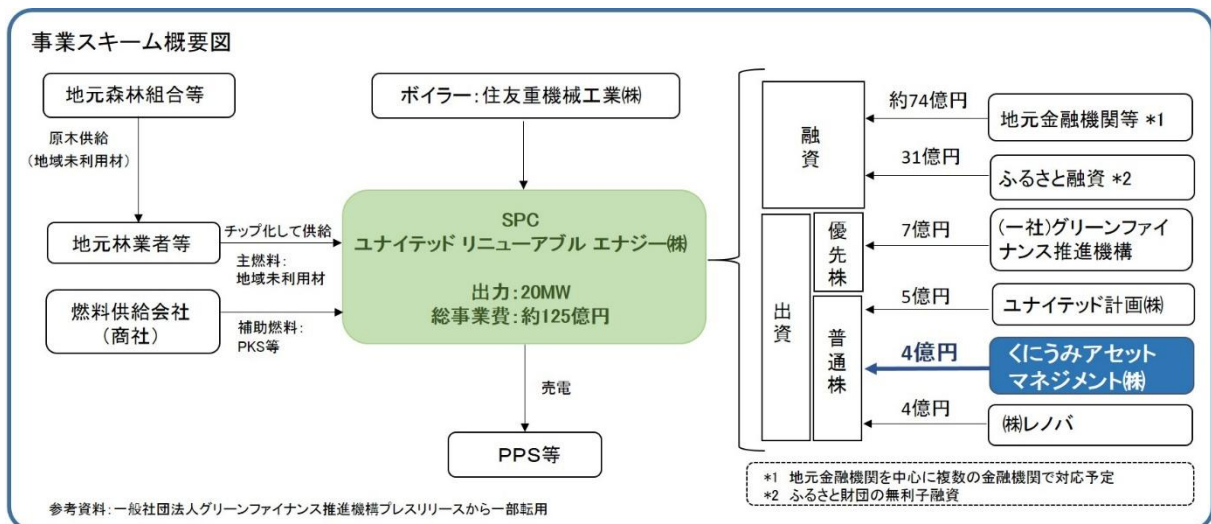 事業スキーム概要図
地元森林組合等
原木供給
(地域未利用材)
地元林業者等
チップ化して供給
主燃料:
地域未利用材
燃料供給会社
(商社)
補助燃料:
PKS等
ボイラー:住友重機械工業㈱
SPC
ユナイテッド リニューアブル エナジー㈱
出力:20MW
総事業費:約125億円
売電
PPS等
融資
出資
優先株
普通株
約74億円
地元金融機関等 *1
31億円
ふるさと融資 *2
7億円
(一社)グリーンファイ
ナンス推進機構
5億円
ユナイテッド計画㈱
4億円
くにうみアセット
マネジメント㈱
4億円
㈱レノバ
*1 地元金融機関を中心に複数の金融機関で対応予定
*2 ふるさと財団の無利子融資
参考資料:一般社団法人グリーンファイナンス推進機構プレスリリースから一部転用